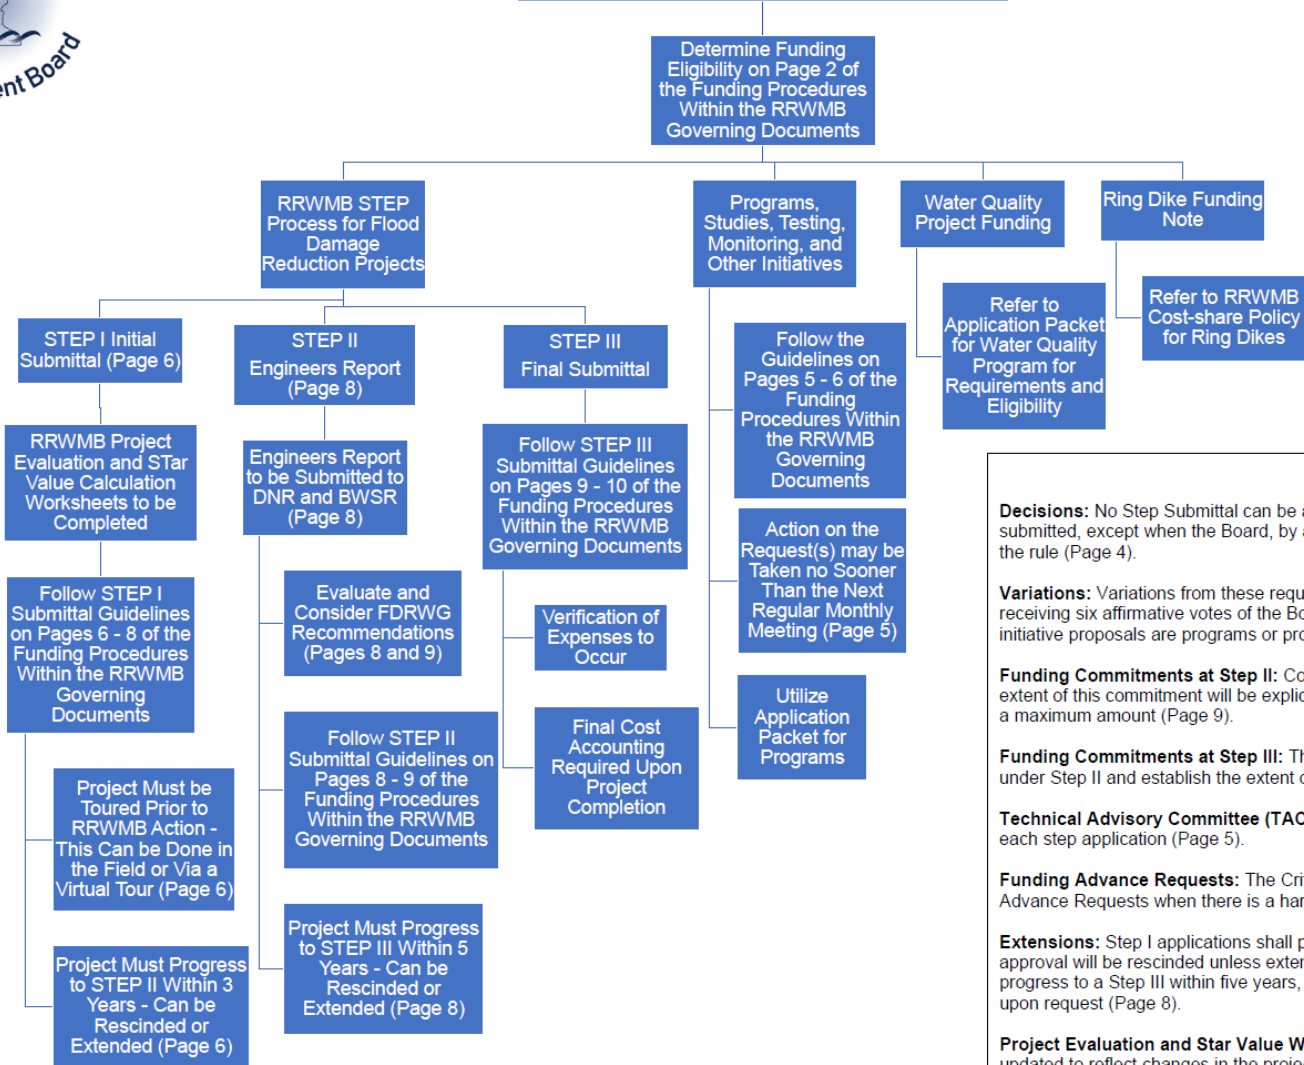 ent Board
Determine Funding
Eligibility on Page 2 of
the Funding Procedures
Within the RRWMB
Governing Documents
RRWMB STEP
Process for Flood
Damage
Reduction Projects
Programs,
Studies, Testing,
Monitoring, and
Other Initiatives
Water Quality
Project Funding
Ring Dike Funding
Note
STEP I Initial
Submittal (Page 6)
STEP II
Engineers Report
(Page 8)
STEP III
Final Submittal
RRWMB Project
Evaluation and STar
Value Calculation
Worksheets to be
Completed
Follow STEP I
Submittal Guidelines
on Pages 6 - 8 of the
Funding Procedures
Within the RRWMB
Governing
Documents
Project Must be
Toured Prior to
RRWMB Action -
This Can be Done in
the Field or Via a
Virtual Tour (Page 6)
Project Must Progress
to STEP II Within 3
Years - Can be
Rescinded or
Extended (Page 6)
Engineers Report
to be Submitted to
DNR and BWSR
(Page 8)
Evaluate and
Consider FDRWG
Recommendations
(Pages 8 and 9)
Follow STEP II
Submittal Guidelines on
Pages 8 - 9 of the
Funding Procedures
Within the RRWMB
Governing Documents
Project Must Progress
to STEP III Within 5
Years - Can be
Rescinded or
Extended (Page 8)
Follow STEP III
Submittal Guidelines
on Pages 9 - 10 of the
Funding Procedures
Within the RRWMB
Governing Documents
Verification of
Expenses to
Occur
Final Cost
Accounting
Required Upon
Project
Completion
Follow the
Guidelines on
Pages 5 - 6 of the
Funding
Procedures Within
the RRWMB
Governing
Documents
Action on the
Request(s) may be
Taken no Sooner
Than the Next
Regular Monthly
Meeting (Page 5)
Utilize
Application
Packet for
Programs
Refer to
Application Packet
for Water Quality
Program for
Requirements and
Eligibility
Refer to RRWMB
Cost-share Policy
for Ring Dikes
Decisions: No Step Submittal can be
submitted, except when the Board, by
the rule (Page 4).
Variations: Variations from these requ
receiving six affirmative votes of the Bo
initiative proposals are programs or pro
Funding Commitments at Step II: Co
extent of this commitment will be explic
a maximum amount (Page 9).
Funding Commitments at Step III: Th
under Step II and establish the extent
Technical Advisory Committee (TAC
each step application (Page 5).
Funding Advance Requests: The Crit
Advance Requests when there is a har
Extensions: Step I applications shall p
approval will be rescinded unless exten
progress to a Step III within five years,
upon request (Page 8).
Project Evaluation and Star Value W
updated to reflect changes in the projec